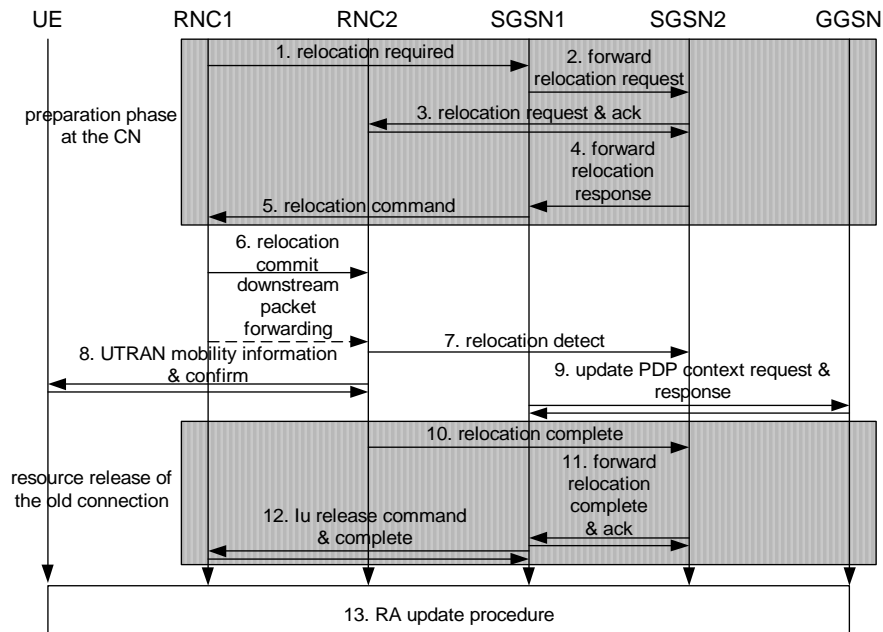 UE RNC1 RNC2 SGSN1 SGSN2 GGSN
1. relocation required
2. forward
relocation request
preparation phase
at the CN
3. relocation request & ack
4. forward
relocation
response
5. relocation command
6. relocation
commit
downstream
packet
forwarding
7. relocation detect
8. UTRAN mobility information
& confirm
9. update PDP context request &
response
10. relocation complete
resource release of
the old connection
11. forward
relocation
complete
& ack
12. Iu release command
& complete
13. RA update procedure